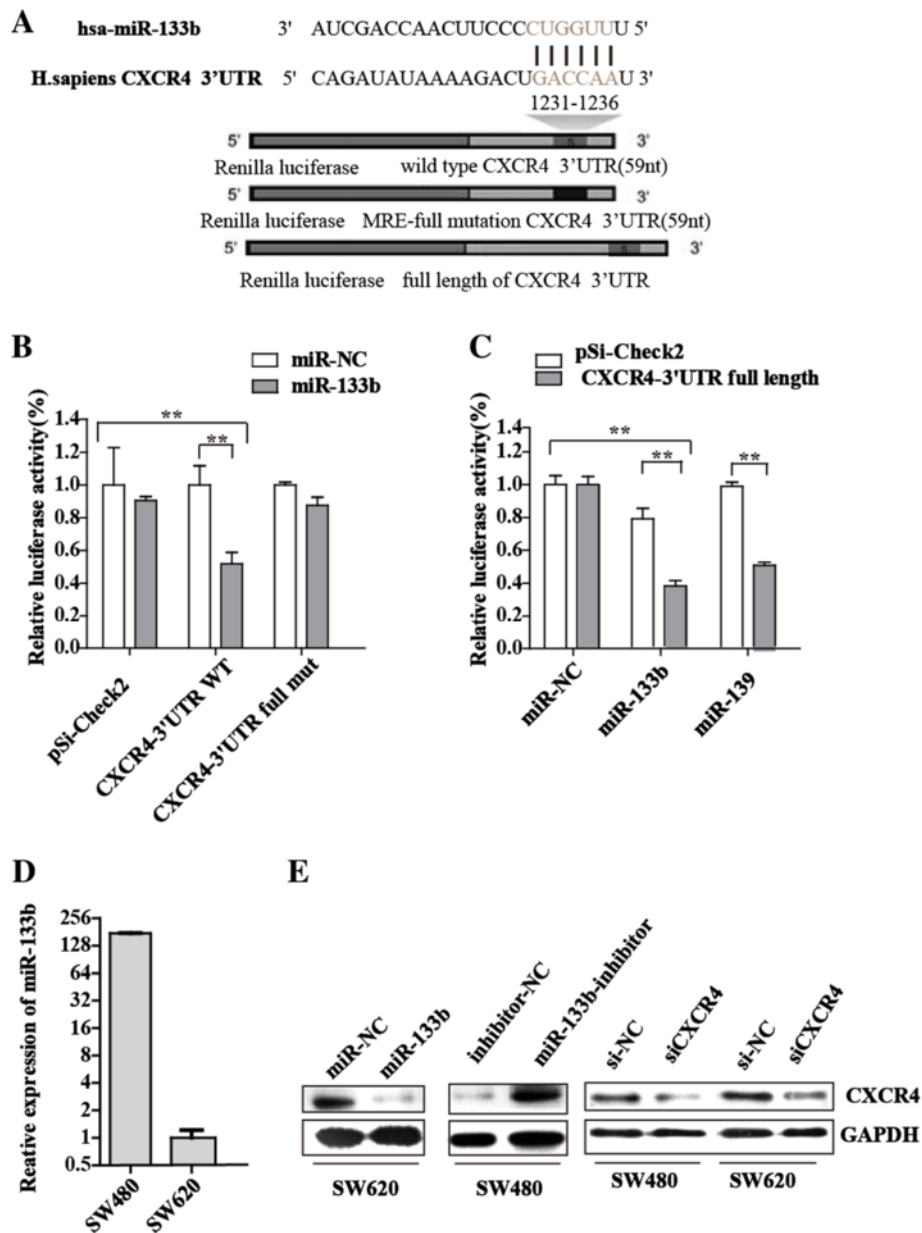 A
hsa-miR-133b 3' AUCGACCAACUUCCCCUGGUUU 5'
H.sapiens CXCR4 3'UTR 5' CAGAUAUAAAAGACUGACCAAU 3'
1231-1236
5' 3'
Renilla luciferase wild type CXCR4 3'UTR(59nt)
5' 3'
Renilla luciferase MRE-full mutation CXCR4 3'UTR(59nt)
5' 3'
Renilla luciferase full length of CXCR4 3'UTR
B
miR-NC
miR-133b
Relative luciferase activity(%)
1.4
1.2
1.0
0.8
0.6
0.4
0.2
0.0
**
**
pSi-Check2
CXCR4-3'UTR WT
CXCR4-3'UTR full mut
C
pSi-Check2
CXCR4-3'UTR full length
Relative luciferase activity(%)
1.4
1.2
1.0
0.8
0.6
0.4
0.2
0.0
**
** **
miR-NC
miR-133b
miR-139
D
Reative expression of miR-133b
256
128
64
32
16
8
4
2
1
0.5
SW480
SW620
E
miR-NC
miR-133b
inhibitor-NC
miR-133b-inhibitor
si-NC
siCXCR4
si-NC
siCXCR4
CXCR4
GAPDH
SW620 SW480 SW480 SW620